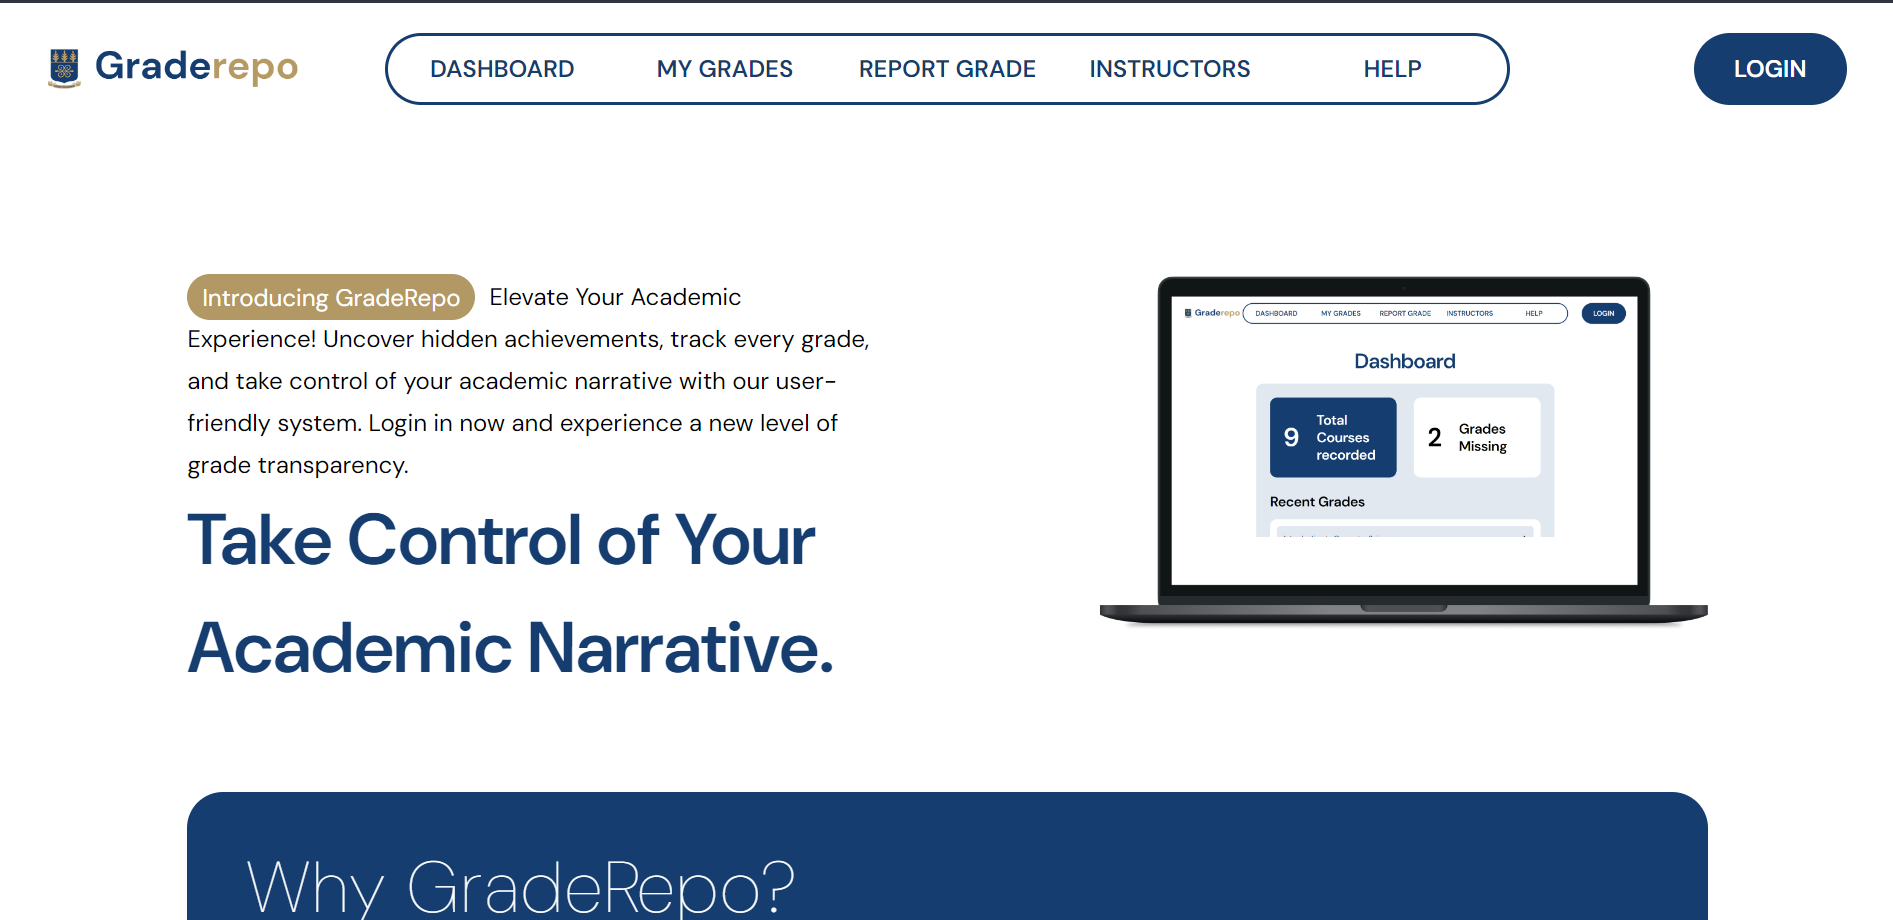 Graderepo
DASHBOARD MY GRADES REPORT GRADE INSTRUCTORS HELP
LOGIN
Introducing GradeRepo Elevate Your Academic
Experience! Uncover hidden achievements, track every grade,
and take control of your academic narrative with our user-
friendly system. Login in now and experience a new level of
grade transparency.
Take Control of Your
Academic Narrative.
Graderepo DASHBOARD MY GRADES REPORT GRADE INSTRUCTORS HELP LOGIN
Dashboard
9 Total
Courses
recorded
2 Grades
Missing
Recent Grades
Why GradeRepo?